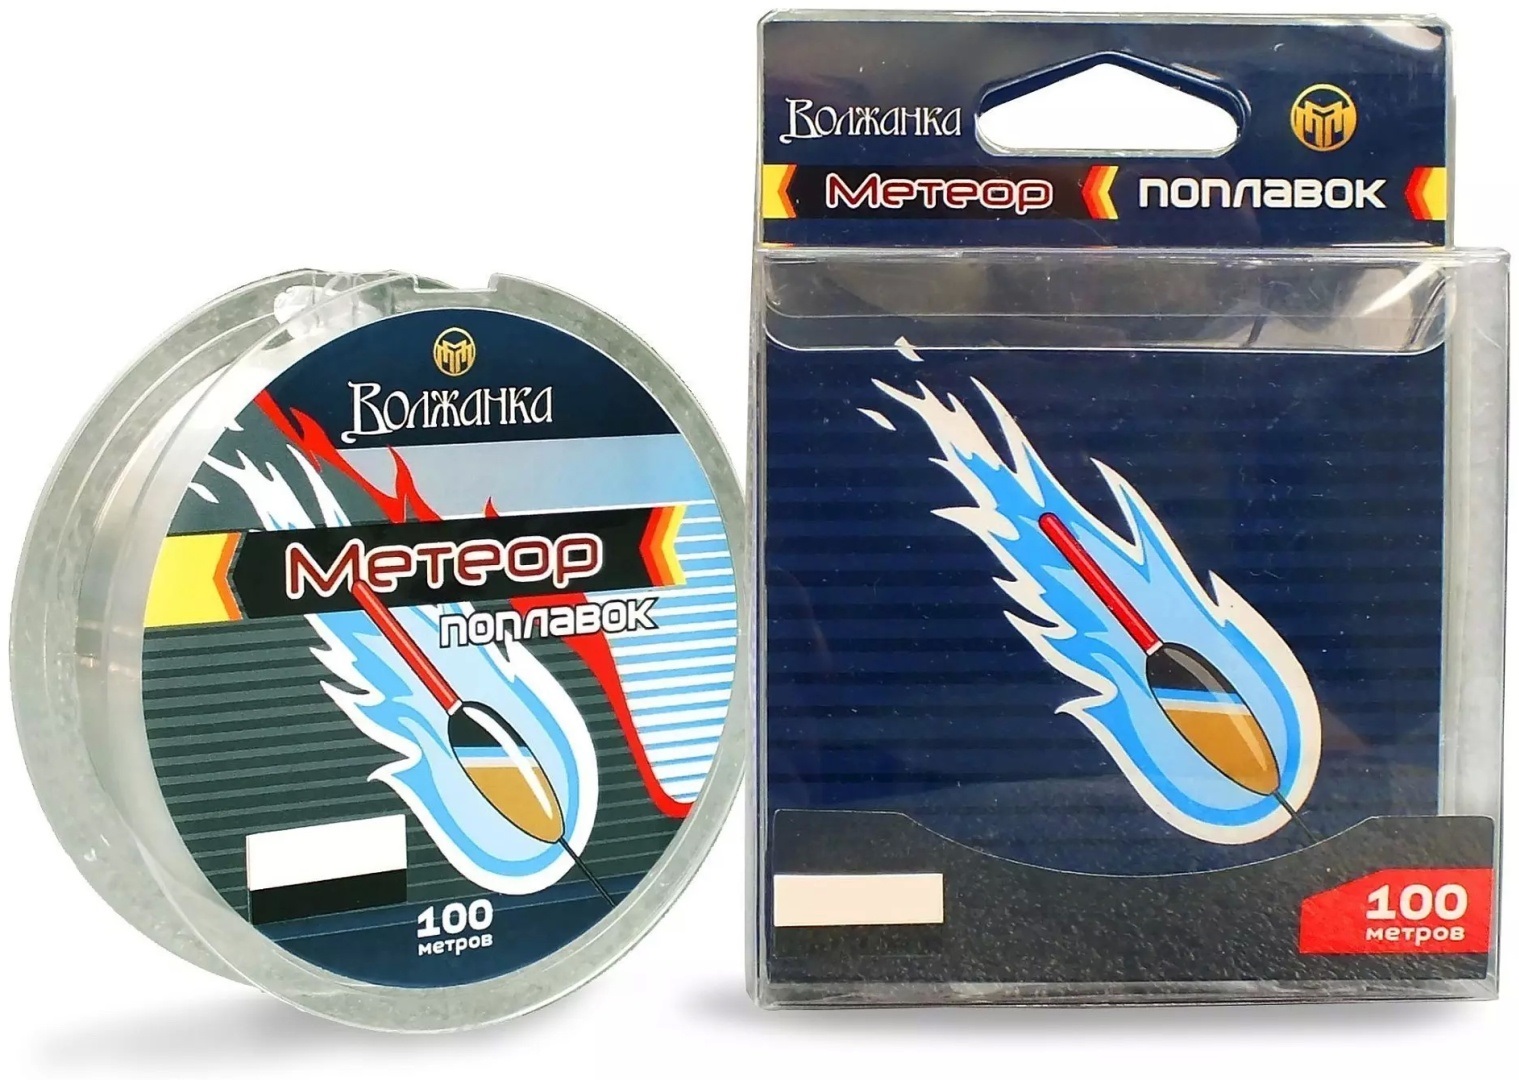 Волжанка
Метеор
поплавок
100
метров
Волжанка
Метеор поплавок
100
метров